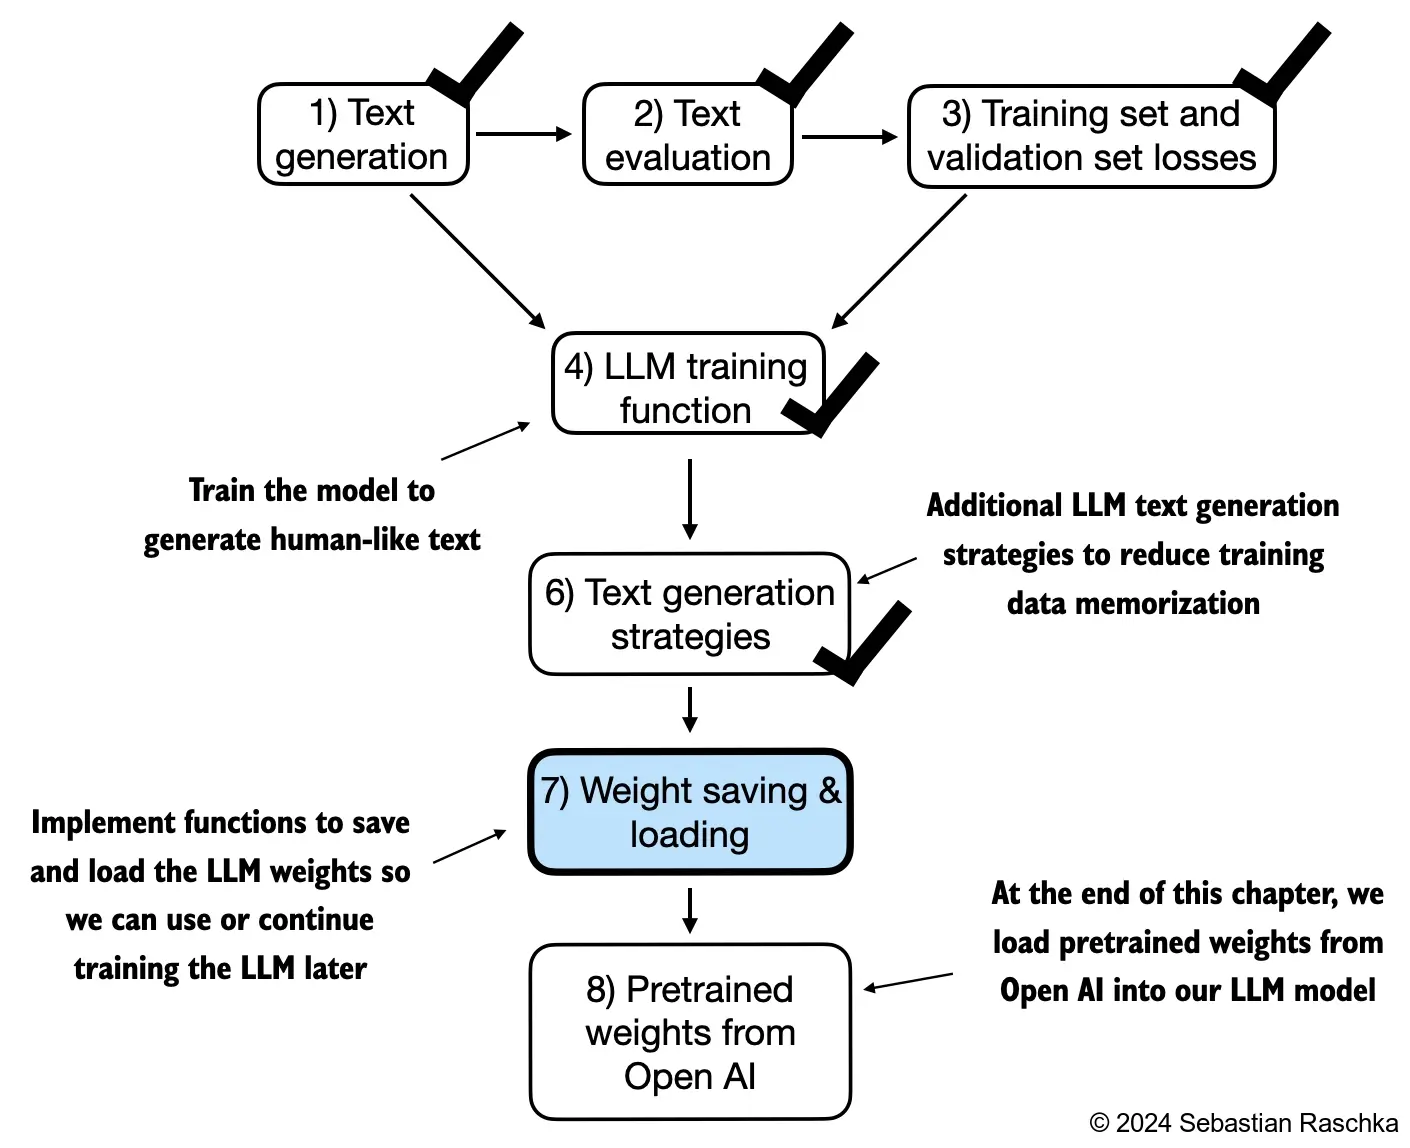 1) Text
generation
2) Text
evaluation
3) Training set and
validation set losses
4) LLM training
function
Train the model to
generate human-like text
Additional LLM text generation
strategies to reduce training
data memorization
6) Text generation
strategies
7) Weight saving &
loading
Implement functions to save
and load the LLM weights so
we can use or continue
training the LLM later
At the end of this chapter, we
load pretrained weights from
Open AI into our LLM model
8) Pretrained
weights from
Open AI
© 2024 Sebastian Raschka